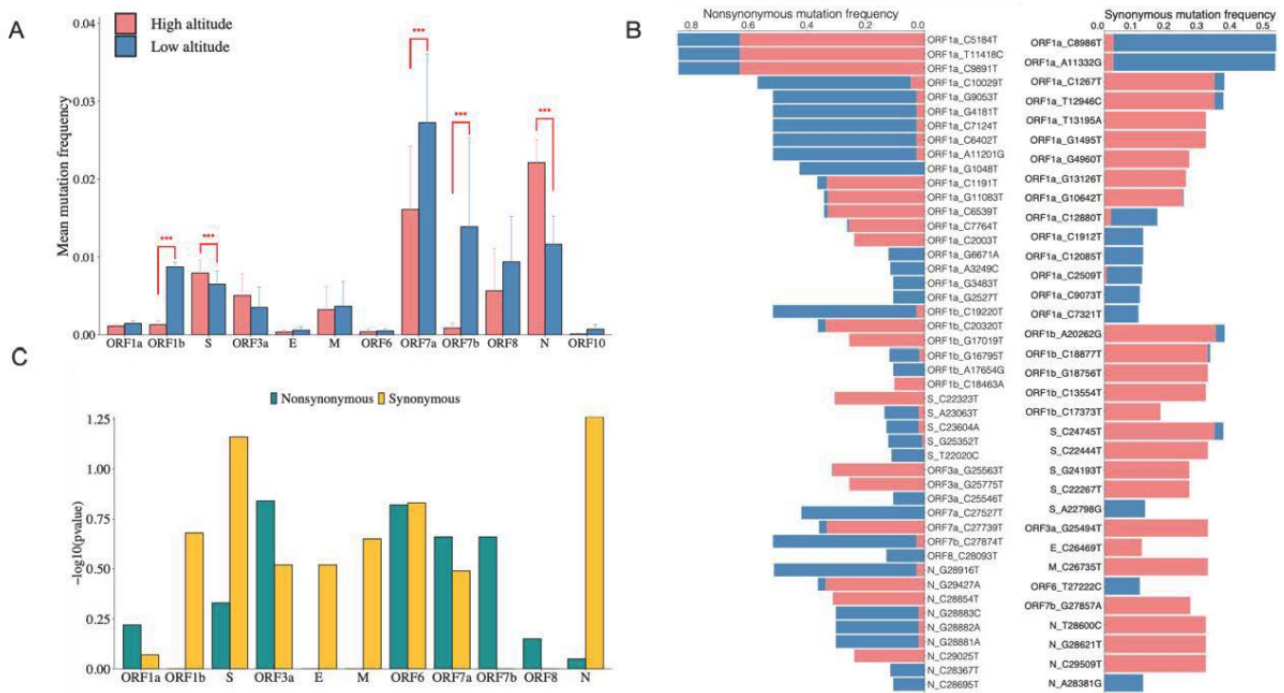 A
High altitude
Low altitude
Mean mutation frequency
0.04
0.03
0.02
0.01
0.00
***
***
***
***
***
ORF1a ORF1b S ORF3a E M ORF6 ORF7a ORF7b ORF8 N ORF10
C
Nonsynonymous
Synonymous
−log10(pvalue)
1.25
1.00
0.75
0.50
0.25
0.00
ORF1a ORF1b S ORF3a E M ORF6 ORF7a ORF7b ORF8 N
B
Nonsynonymous mutation frequency
0.8 0.6 0.4 0.2 0.0
ORF1a_C5184T
ORF1a_T11418C
ORF1a_C9891T
ORF1a_C10029T
ORF1a_G9053T
ORF1a_G4181T
ORF1a_C7124T
ORF1a_C6402T
ORF1a_A11201G
ORF1a_G1048T
ORF1a_C1191T
ORF1a_G11083T
ORF1a_C6539T
ORF1a_C7764T
ORF1a_C2003T
ORF1a_G6671A
ORF1a_A3249C
ORF1a_G3483T
ORF1a_G2527T
ORF1b_C19220T
ORF1b_C20320T
ORF1b_G17019T
ORF1b_G16795T
ORF1b_A17654G
ORF1b_C18463A
S_C22323T
S_A23063T
S_C23604A
S_G25352T
S_T22020C
ORF3a_G25563T
ORF3a_G25775T
ORF3a_C25546T
ORF7a_C27527T
ORF7a_C27739T
ORF7b_C27874T
ORF8_C28093T
N_G28916T
N_G29427A
N_C28854T
N_G28883C
N_G28882A
N_G28881A
N_C29025T
N_C28367T
N_C28695T
Synonymous mutation frequency
0.0 0.1 0.2 0.3 0.4 0.5
ORF1a_C8986T
ORF1a_A11332G
ORF1a_C1267T
ORF1a_T12946C
ORF1a_T13195A
ORF1a_G1495T
ORF1a_G4960T
ORF1a_G13126T
ORF1a_G10642T
ORF1a_C12880T
ORF1a_C1912T
ORF1a_C12085T
ORF1a_C2509T
ORF1a_C9073T
ORF1a_C7321T
ORF1b_A20262G
ORF1b_C18877T
ORF1b_G18756T
ORF1b_C13554T
ORF1b_C17373T
S_C24745T
S_C22444T
S_G24193T
S_C22267T
S_A22798G
ORF3a_G25494T
E_C26469T
M_C26735T
ORF6_T27222C
ORF7b_G27857A
N_T28600C
N_G28621T
N_C29509T
N_A28381G